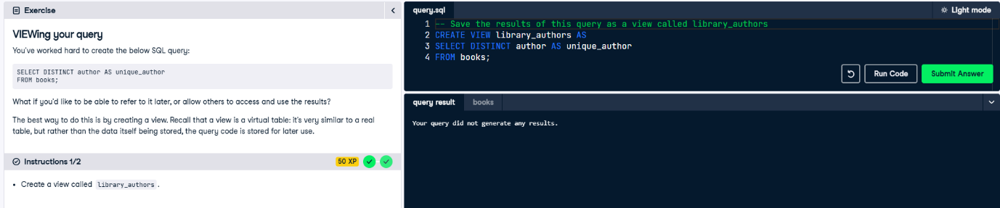 Exercise
VIEWing your query
You've worked hard to create the below SQL query:
SELECT DISTINCT author AS unique_author
FROM books;
What if you'd like to be able to refer to it later, or allow others to access and use the results?
The best way to do this is by creating a view. Recall that a view is a virtual table: it's very similar to a real
table, but rather than the data itself being stored, the query code is stored for later use.
Instructions 1/2
50 XP
Create a view called library_authors.
query.sql
Light mode
1 -- Save the results of this query as a view called library_authors
2 CREATE VIEW library_authors AS
3 SELECT DISTINCT author AS unique_author
4 FROM books;
Run Code
Submit Answer
query result
books
Your query did not generate any results.